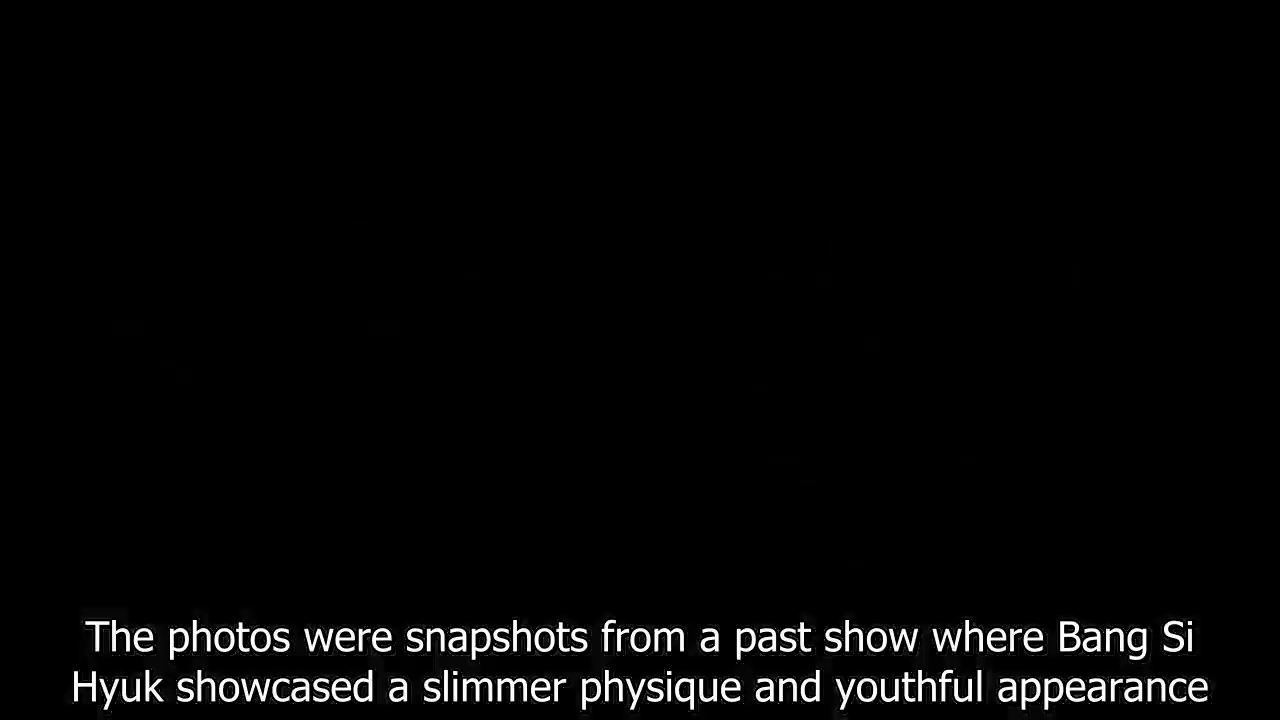 The photos were snapshots from a past show where Bang Si
Hyuk showcased a slimmer physique and youthful appearance